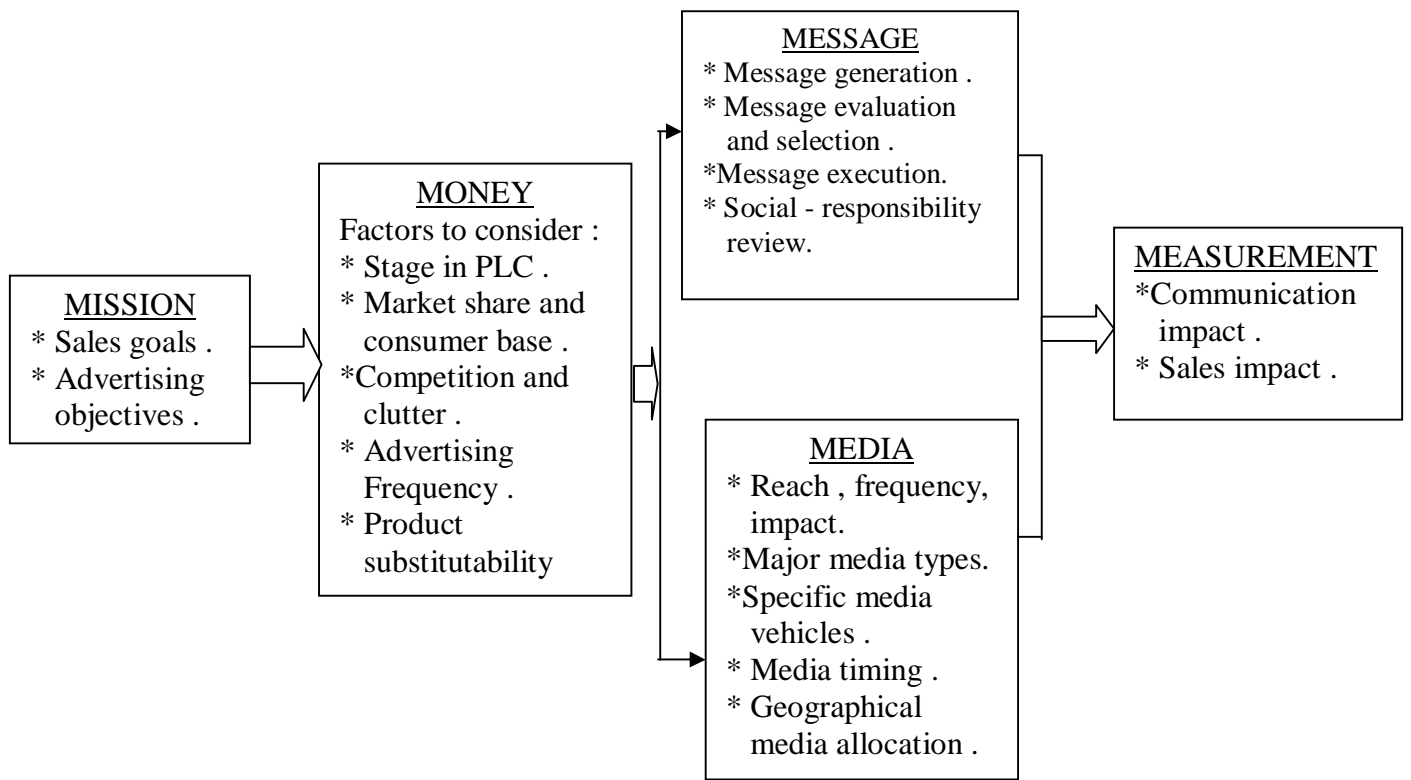 MISSION
* Sales goals .
* Advertising
objectives .
MONEY
Factors to consider :
* Stage in PLC .
* Market share and
consumer base .
*Competition and
clutter .
* Advertising
Frequency .
* Product
substitutability
MESSAGE
* Message generation .
* Message evaluation
and selection .
*Message execution.
* Social - responsibility
review.
MEDIA
* Reach , frequency,
impact.
*Major media types.
*Specific media
vehicles .
* Media timing .
* Geographical
media allocation .
MEASUREMENT
*Communication
impact .
* Sales impact .